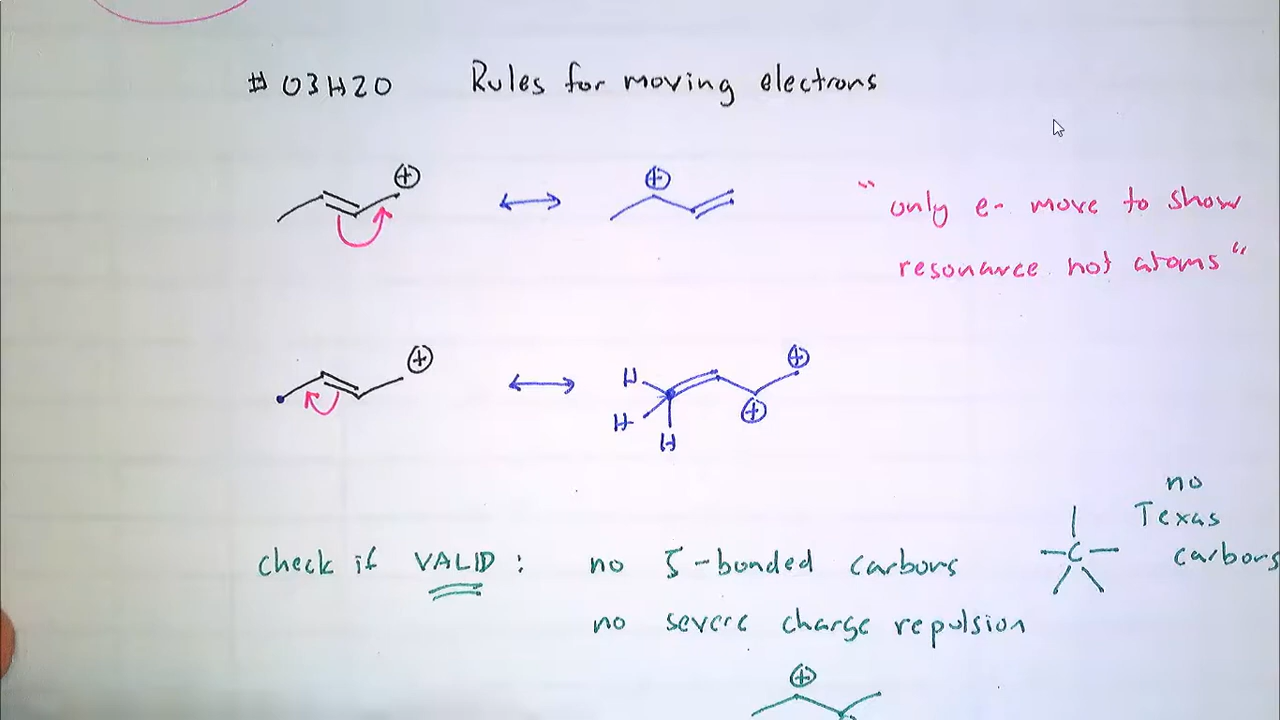 # 03H20 Rules for moving electrons
⊕ ⊕
"only e- move to show
resonance not atoms"
⊕ ⊕
H
H ⊕
H
no
Texas
carbons
C
check if VALID : no 5-bonded carbons
no severe charge repulsion
⊕